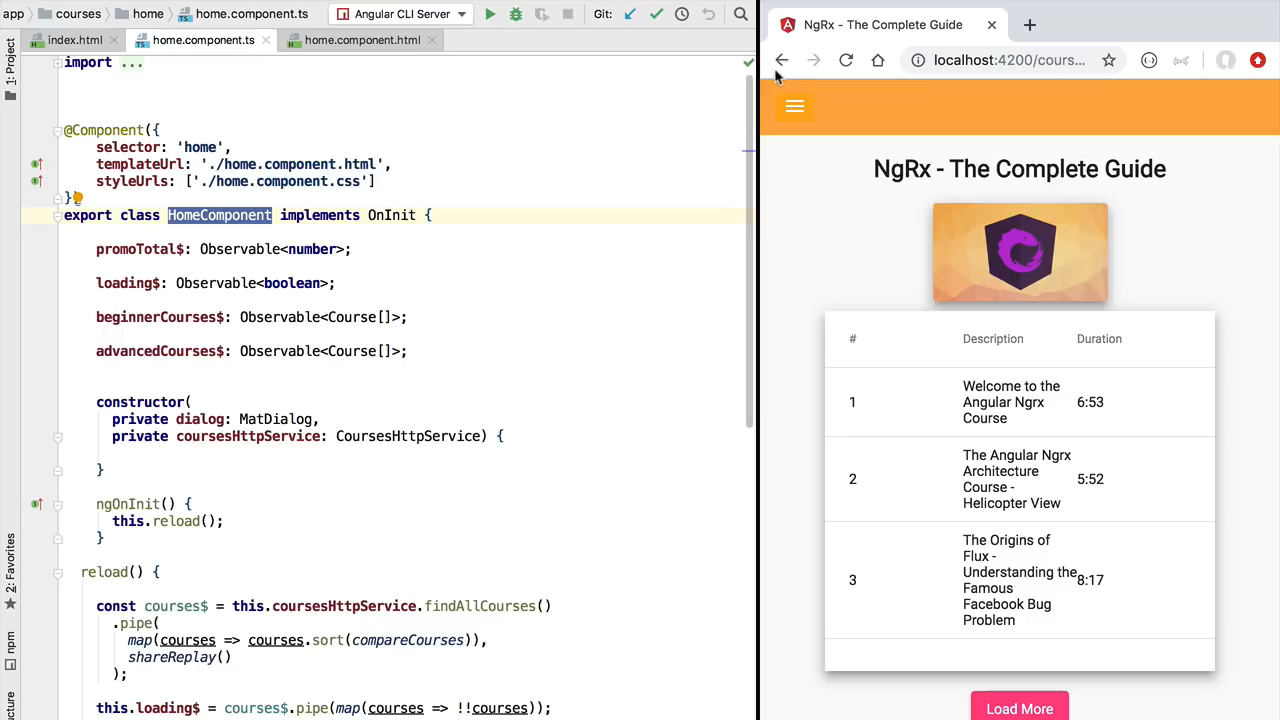 app courses home home.component.ts Angular CLI Server Git:
index.html home.component.ts home.component.html
1: Project
2: Favorites
npm
ructure
import ...
@Component({
selector: 'home',
templateUrl: './home.component.html',
styleUrls: ['./home.component.css']
})
export class HomeComponent implements OnInit {
promoTotal$: Observable<number>;
loading$: Observable<boolean>;
beginnerCourses$: Observable<Course[]>;
advancedCourses$: Observable<Course[]>;
constructor(
private dialog: MatDialog,
private coursesHttpService: CoursesHttpService) {
}
ngOnInit() {
this.reload();
}
reload() {
const courses$ = this.coursesHttpService.findAllCourses()
.pipe(
map(courses => courses.sort(compareCourses)),
shareReplay()
);
this.loading$ = courses$.pipe(map(courses => !!courses));
NgRx - The Complete Guide
localhost:4200/cours...
NgRx - The Complete Guide
# Description Duration
1 Welcome to the Angular Ngrx Course 6:53
2 The Angular Ngrx Architecture Course - Helicopter View 5:52
3 The Origins of Flux - Understanding the Famous Facebook Bug Problem 8:17
Load More